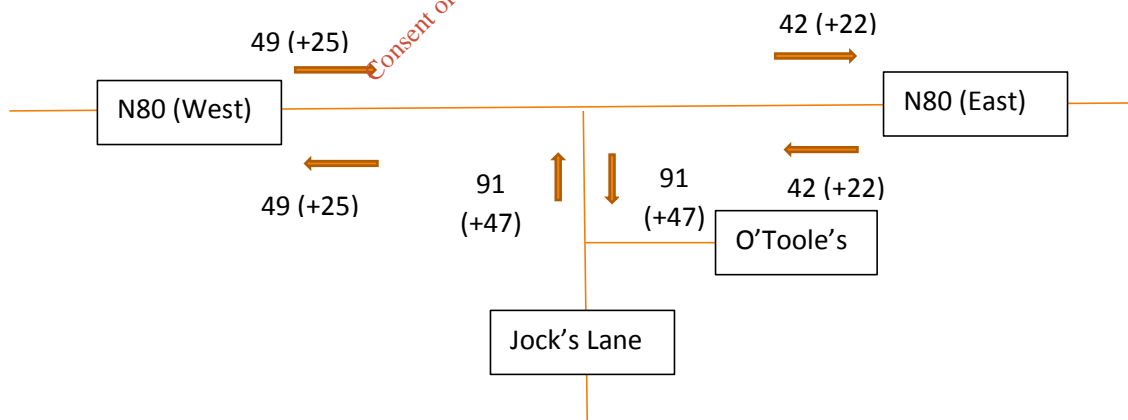 Consent o
49 (+25)
42 (+22)
N80 (West)
N80 (East)
49 (+25)
91
(+47)
91
(+47)
42 (+22)
O'Toole's
Jock's Lane